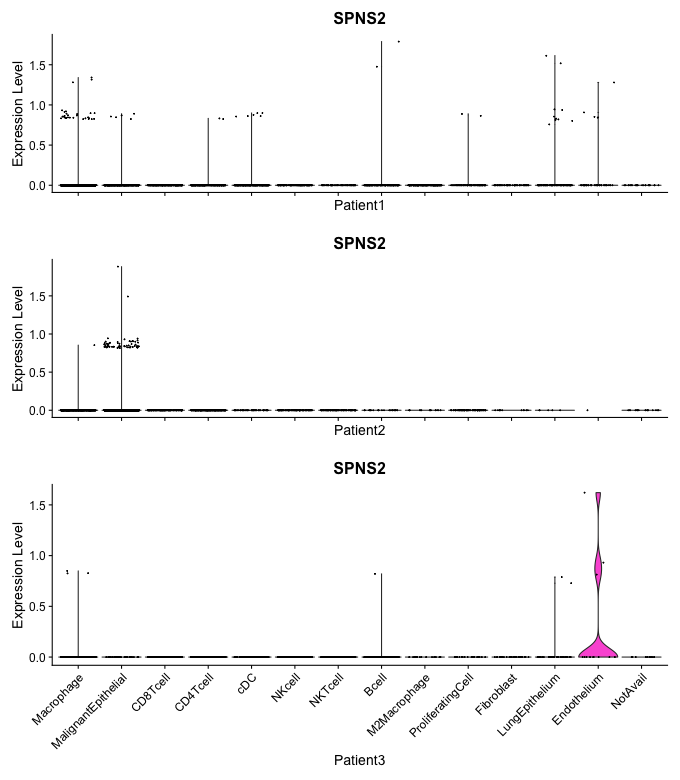 SPNS2
Expression Level
1.5
1.0
0.5
0.0
Patient1
SPNS2
Expression Level
1.5
1.0
0.5
0.0
Patient2
SPNS2
Expression Level
1.5
1.0
0.5
0.0
Macrophage
MalignantEpithelial
CD8Tcell
CD4Tcell
cDC
NKcell
NKTcell
Bcell
M2Macrophage
ProliferatingCell
Fibroblast
LungEpithelium
Endothelium
NotAvail
Patient3